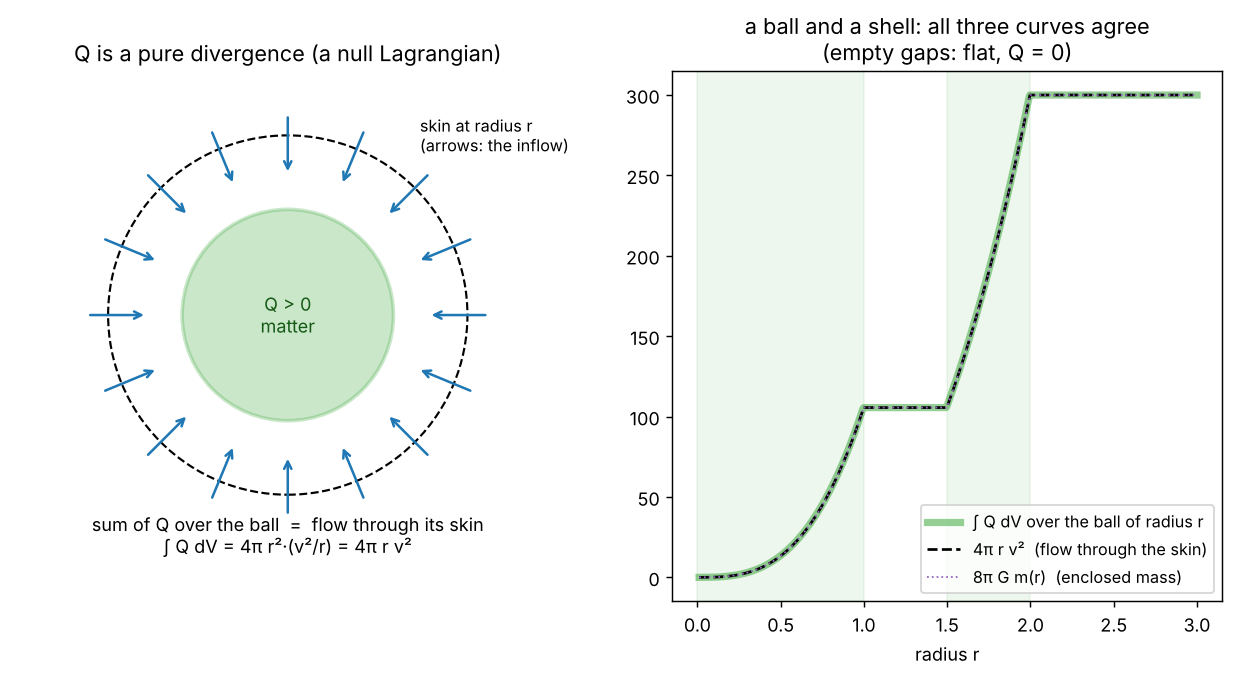 Q is a pure divergence (a null Lagrangian)
skin at radius r
(arrows: the inflow)
Q > 0
matter
sum of Q over the ball  =  flow through its skin
∫ Q dV = 4π r²·(v²/r) = 4π r v²
a ball and a shell: all three curves agree
(empty gaps: flat, Q = 0)
300
250
200
150
100
50
0
∫ Q dV over the ball of radius r
4π r v²  (flow through the skin)
8π G m(r)  (enclosed mass)
0.0 0.5 1.0 1.5 2.0 2.5 3.0
radius r